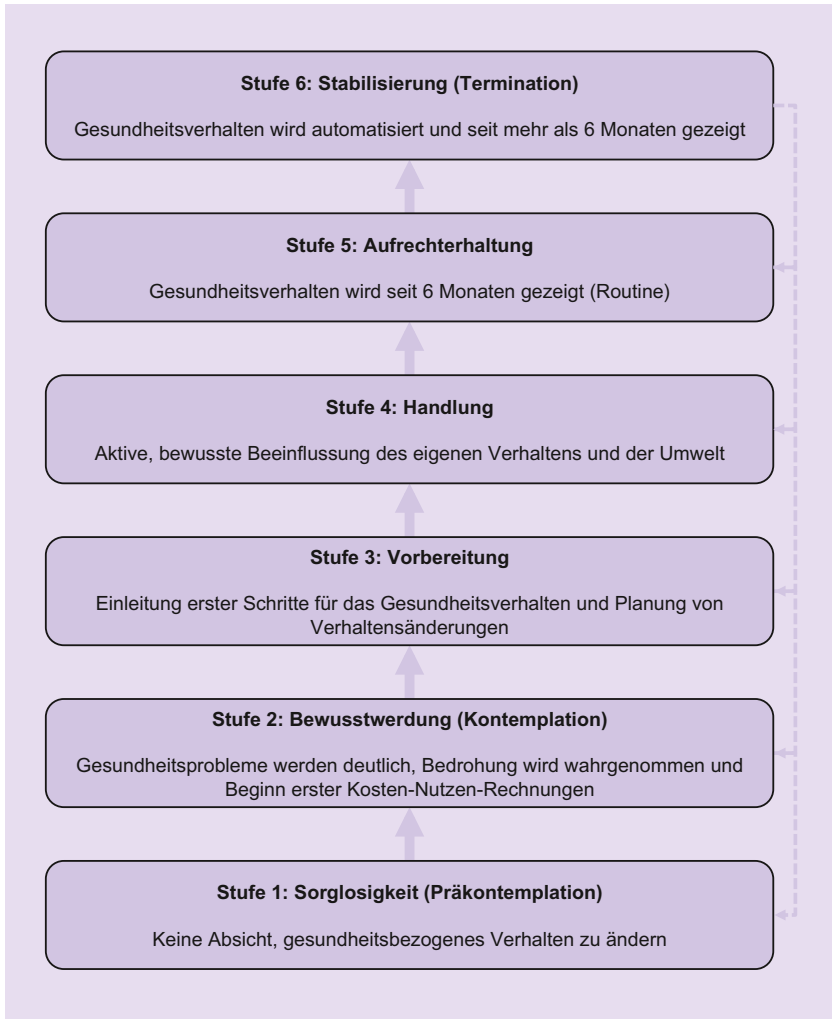 Stufe 6: Stabilisierung (Termination)
Gesundheitsverhalten wird automatisiert und seit mehr als 6 Monaten gezeigt
Stufe 5: Aufrechterhaltung
Gesundheitsverhalten wird seit 6 Monaten gezeigt (Routine)
Stufe 4: Handlung
Aktive, bewusste Beeinflussung des eigenen Verhaltens und der Umwelt
Stufe 3: Vorbereitung
Einleitung erster Schritte für das Gesundheitsverhalten und Planung von
Verhaltensänderungen
Stufe 2: Bewusstwerdung (Kontemplation)
Gesundheitsprobleme werden deutlich, Bedrohung wird wahrgenommen und
Beginn erster Kosten-Nutzen-Rechnungen
Stufe 1: Sorglosigkeit (Präkontemplation)
Keine Absicht, gesundheitsbezogenes Verhalten zu ändern